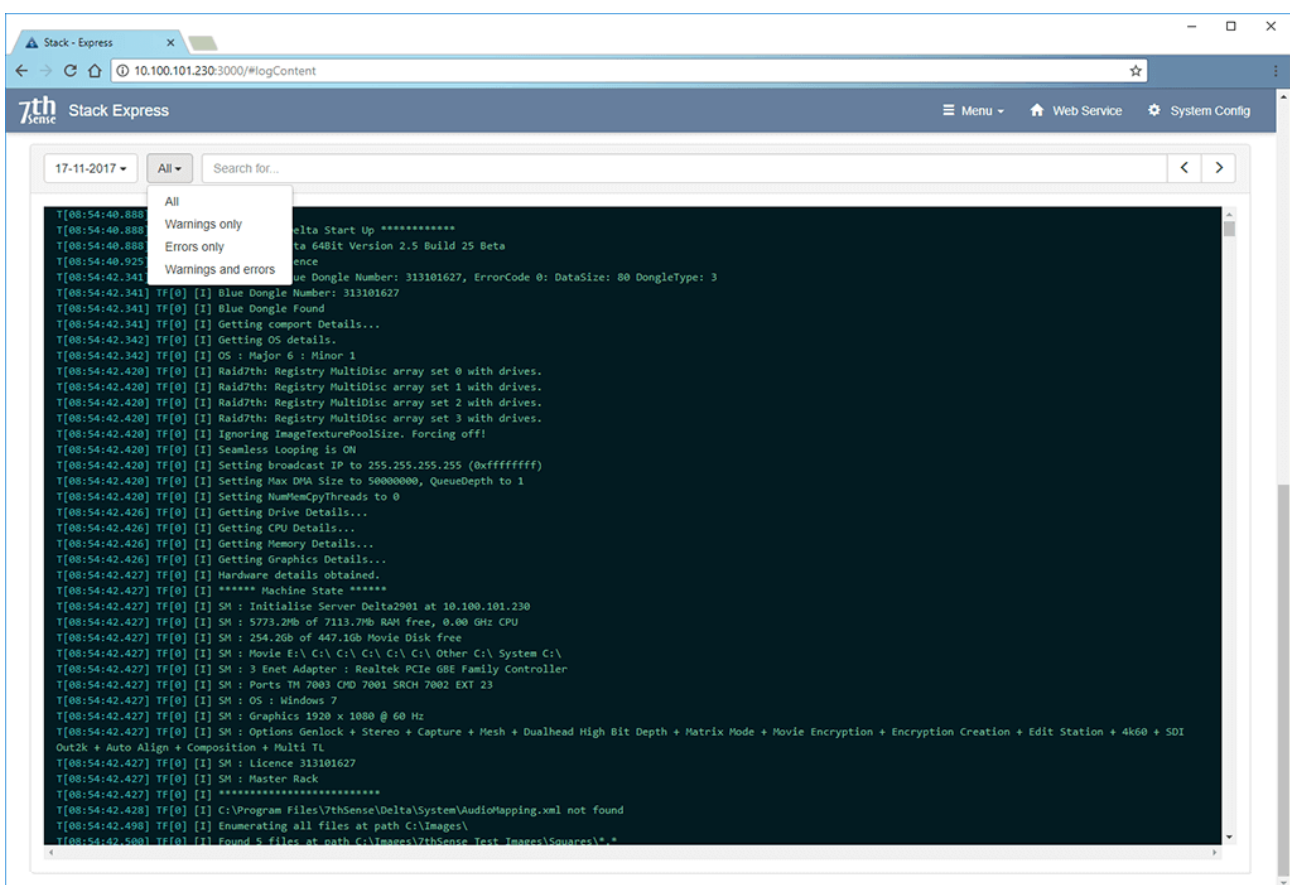 Stack - Express
10.100.101.230:3000/#logContent
7th Sense Stack Express Menu Web Service System Config
17-11-2017 All Search for...
All
Warnings only
Errors only
Warnings and errors
T[08:54:40.888]
T[08:54:40.888] elta Start Up ************
T[08:54:40.888] ta 64Bit Version 2.5 Build 25 Beta
T[08:54:40.925] ence
T[08:54:42.341] ue Dongle Number: 313101627, ErrorCode 0: DataSize: 80 DongleType: 3
T[08:54:42.341] TF[0] [I] Blue Dongle Number: 313101627
T[08:54:42.341] TF[0] [I] Blue Dongle Found
T[08:54:42.341] TF[0] [I] Getting comport Details...
T[08:54:42.342] TF[0] [I] Getting OS details.
T[08:54:42.342] TF[0] [I] OS : Major 6 : Minor 1
T[08:54:42.420] TF[0] [I] Raid7th: Registry MultiDisc array set 0 with drives.
T[08:54:42.420] TF[0] [I] Raid7th: Registry MultiDisc array set 1 with drives.
T[08:54:42.420] TF[0] [I] Raid7th: Registry MultiDisc array set 2 with drives.
T[08:54:42.420] TF[0] [I] Raid7th: Registry MultiDisc array set 3 with drives.
T[08:54:42.420] TF[0] [I] Ignoring ImageTexturePoolSize. Forcing off!
T[08:54:42.420] TF[0] [I] Seamless Looping is ON
T[08:54:42.420] TF[0] [I] Setting broadcast IP to 255.255.255.255 (0xffffffff)
T[08:54:42.420] TF[0] [I] Setting Max DMA Size to 50000000, QueueDepth to 1
T[08:54:42.420] TF[0] [I] Setting NumMemCpyThreads to 0
T[08:54:42.426] TF[0] [I] Getting Drive Details...
T[08:54:42.426] TF[0] [I] Getting CPU Details...
T[08:54:42.426] TF[0] [I] Getting Memory Details...
T[08:54:42.426] TF[0] [I] Getting Graphics Details...
T[08:54:42.427] TF[0] [I] Hardware details obtained.
T[08:54:42.427] TF[0] [I] ****** Machine State ******
T[08:54:42.427] TF[0] [I] SM : Initialise Server Delta2901 at 10.100.101.230
T[08:54:42.427] TF[0] [I] SM : 5773.2Mb of 7113.7Mb RAM free, 0.00 GHz CPU
T[08:54:42.427] TF[0] [I] SM : 254.2Gb of 447.1Gb Movie Disk free
T[08:54:42.427] TF[0] [I] SM : Movie E:\ C:\ C:\ C:\ C:\ C:\ Other C:\ System C:\
T[08:54:42.427] TF[0] [I] SM : 3 Enet Adapter : Realtek PCIe GBE Family Controller
T[08:54:42.427] TF[0] [I] SM : Ports TM 7003 CMD 7001 SRCH 7002 EXT 23
T[08:54:42.427] TF[0] [I] SM : OS : Windows 7
T[08:54:42.427] TF[0] [I] SM : Graphics 1920 x 1080 @ 60 Hz
T[08:54:42.427] TF[0] [I] SM : Options Genlock + Stereo + Capture + Mesh + Dualhead High Bit Depth + Matrix Mode + Movie Encryption + Encryption Creation + Edit Station + 4k60 + SDI
Out2k + Auto Align + Composition + Multi TL
T[08:54:42.427] TF[0] [I] SM : Licence 313101627
T[08:54:42.427] TF[0] [I] SM : Master Rack
T[08:54:42.427] TF[0] [I] **************************
T[08:54:42.428] TF[0] [I] C:\Program Files\7thSense\Delta\System\AudioMapping.xml not found
T[08:54:42.498] TF[0] [I] Enumerating all files at path C:\Images\
T[08:54:42.500] TF[0] [I] Found 5 files at path C:\Images\7thSense Test Images\Squares\*.*